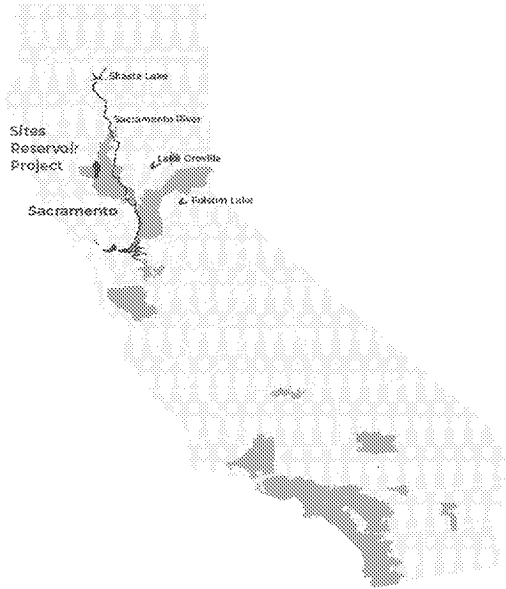 Shasta Lake
Sacramento River
Sites
Reservoir
Project
Lake Oroville
Folsom Lake
Sacramento